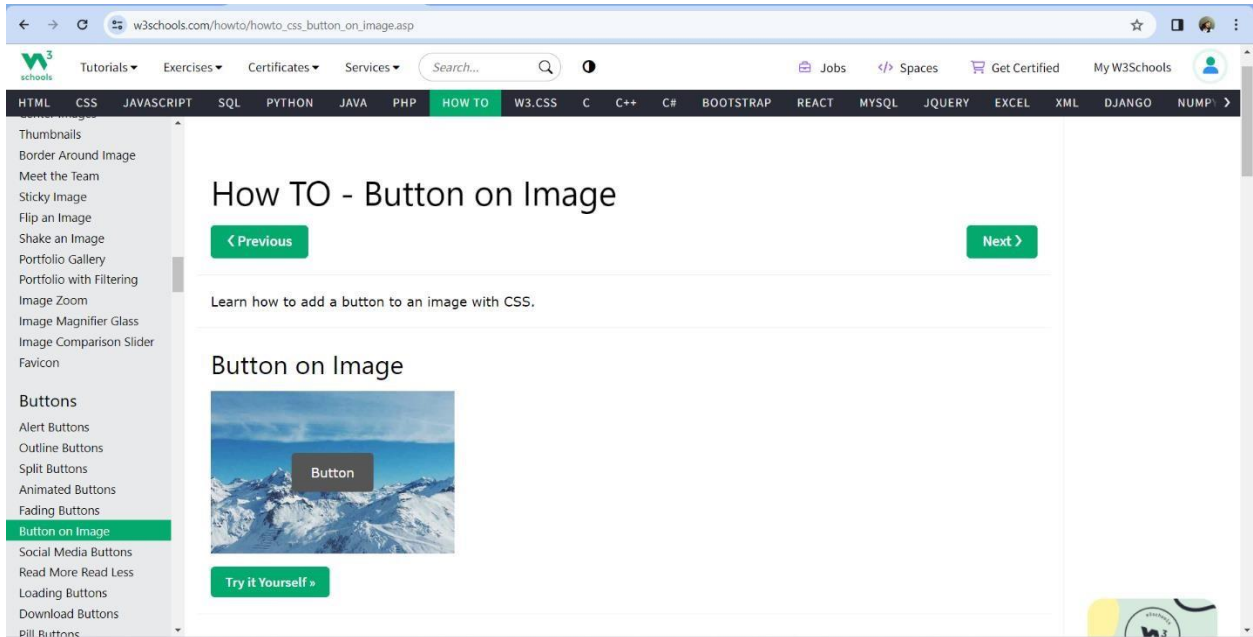 w3schools.com/howto/howto_css_button_on_image.asp
W3 schools Tutorials Exercises Certificates Services Search... Jobs </> Spaces Get Certified My W3Schools
HTML CSS JAVASCRIPT SQL PYTHON JAVA PHP HOW TO W3.CSS C C++ C# BOOTSTRAP REACT MYSQL JQUERY EXCEL XML DJANGO
Thumbnails
Border Around Image
Meet the Team
Sticky Image
Flip an Image
Shake an Image
Portfolio Gallery
Portfolio with Filtering
Image Zoom
Image Magnifier Glass
Image Comparison Slider
Favicon
Buttons
Alert Buttons
Outline Buttons
Split Buttons
Animated Buttons
Fading Buttons
Button on Image
Social Media Buttons
Read More Read Less
Loading Buttons
Download Buttons
Pill Buttons
How TO - Button on Image
❮ Previous Next ❯
Learn how to add a button to an image with CSS.
Button on Image
Button
Try it Yourself »